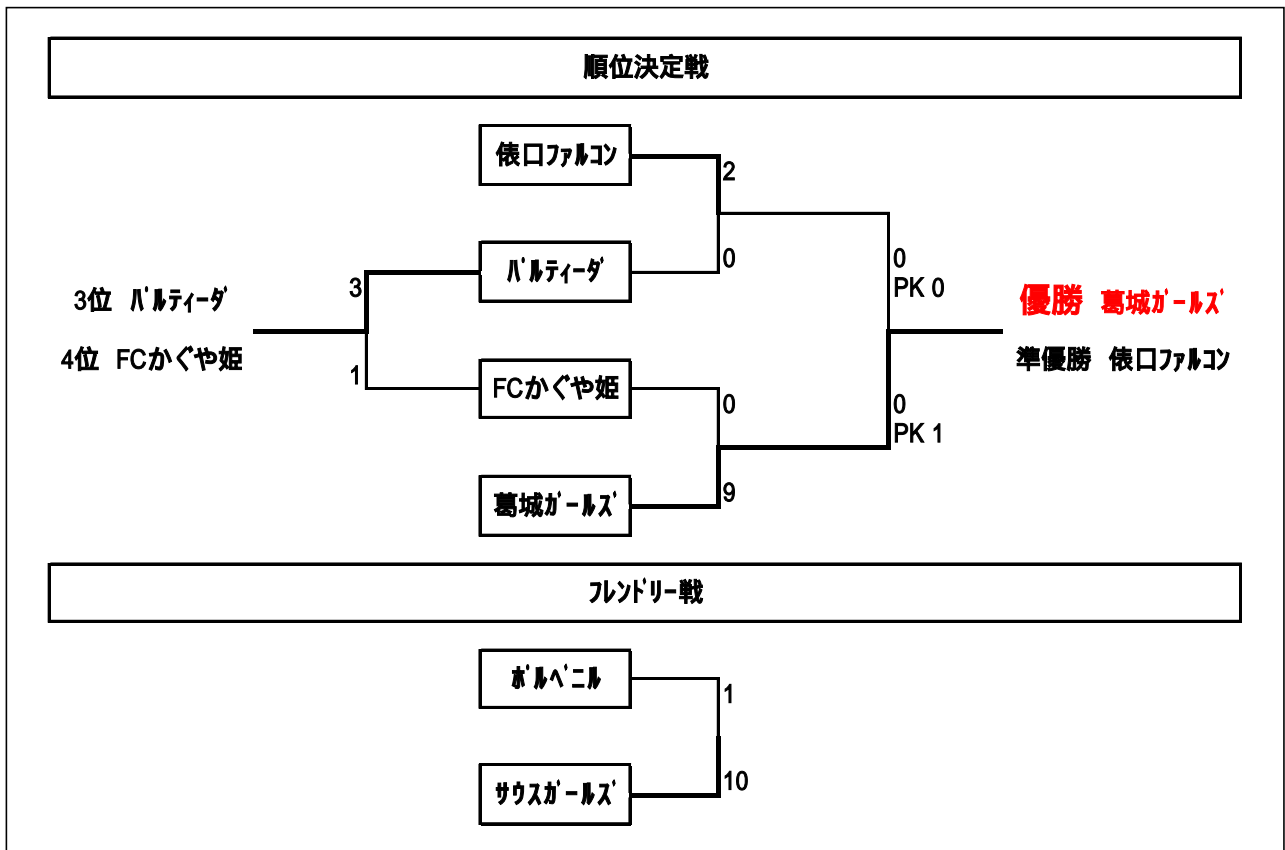 順位決定戦
俵口ファルコン
2
パルティーダ
0
3
3位 パルティーダ
4位 FCかぐや姫
1
FCかぐや姫
0
葛城ガールズ
9
0
PK 0
0
PK 1
優勝 葛城ガールズ
準優勝 俵口ファルコン
フレンドリー戦
ボルベニル
1
サウスガールズ
10